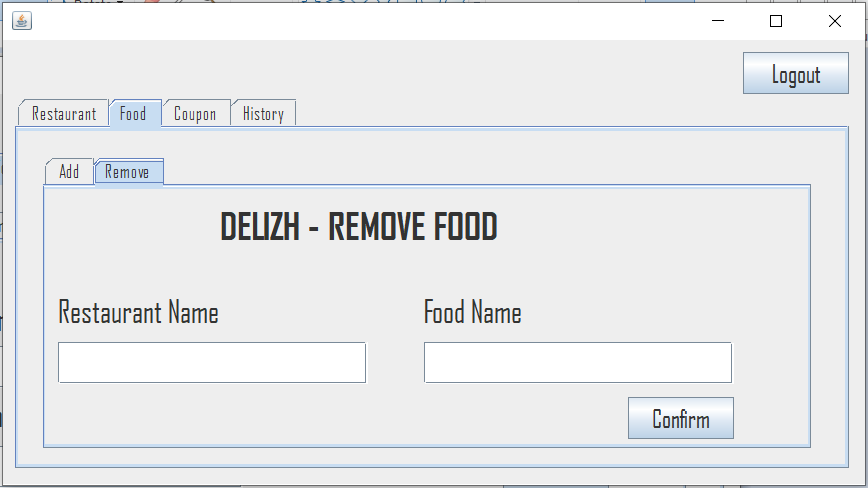 Logout
Restaurant Food Coupon History
Add Remove
DELIZH - REMOVE FOOD
Restaurant Name Food Name
Confirm